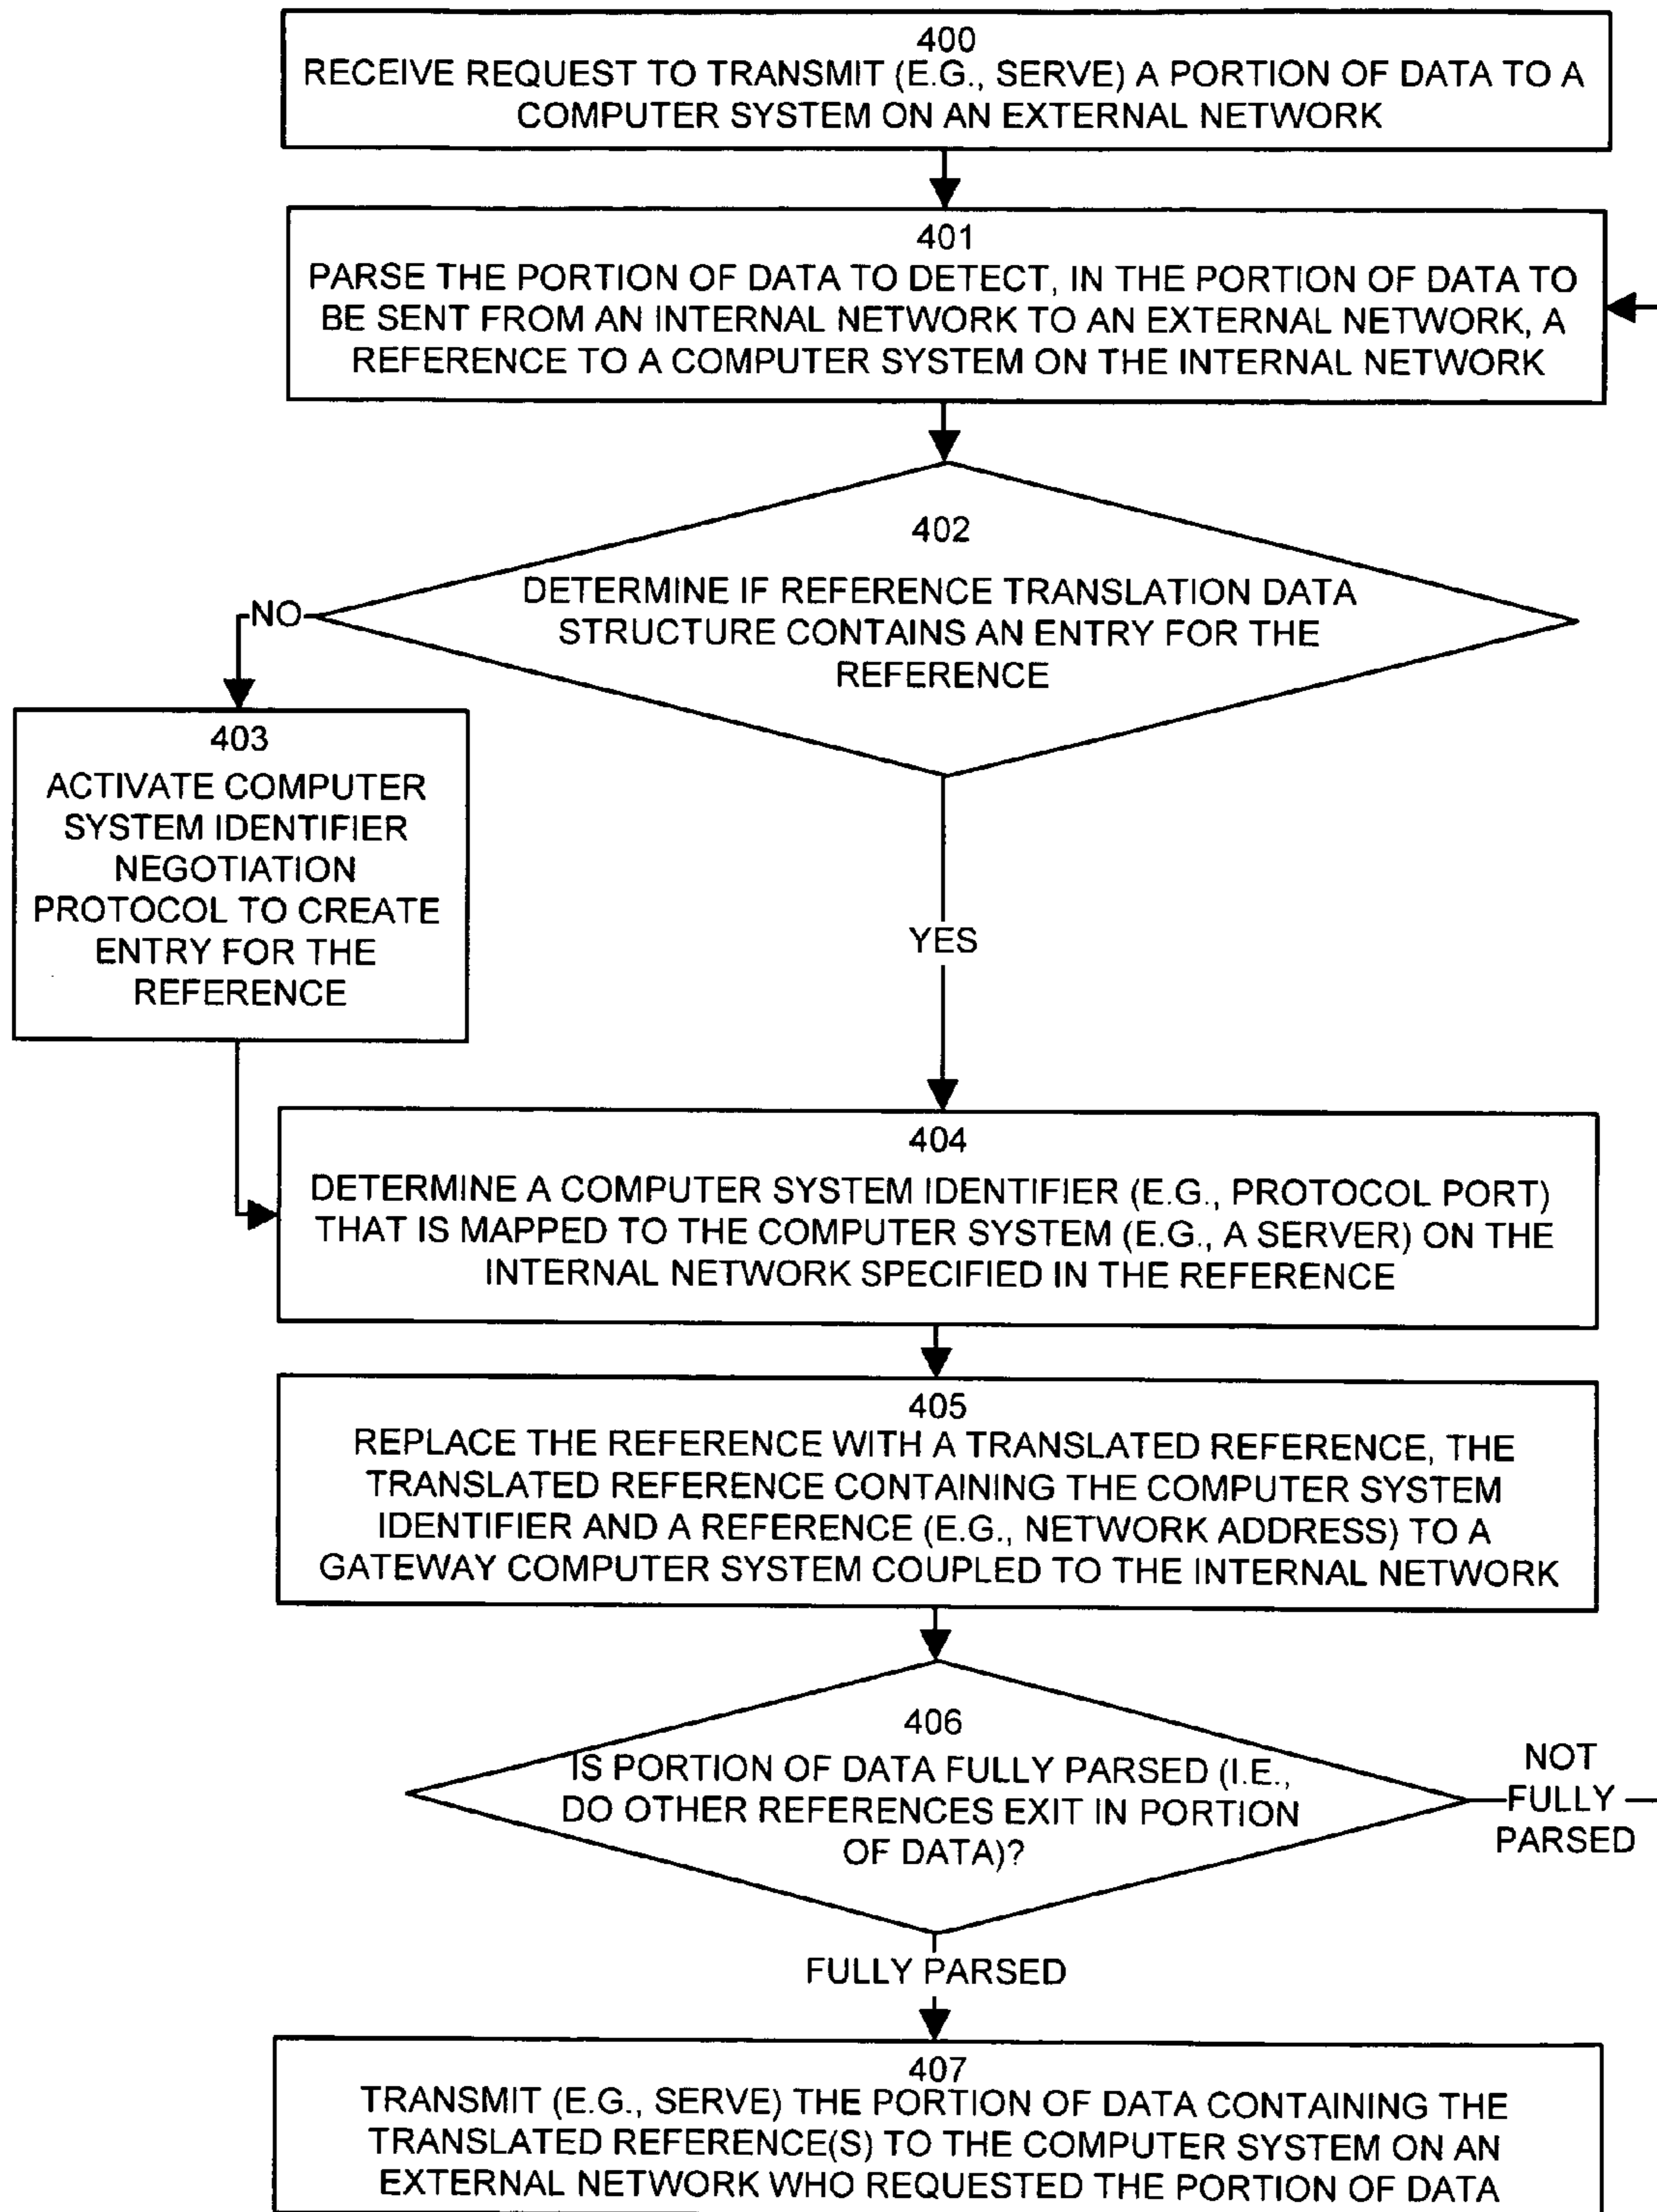 400
RECEIVE REQUEST TO TRANSMIT (E.G., SERVE) A PORTION OF DATA TO A
COMPUTER SYSTEM ON AN EXTERNAL NETWORK
401
PARSE THE PORTION OF DATA TO DETECT, IN THE PORTION OF DATA TO
BE SENT FROM AN INTERNAL NETWORK TO AN EXTERNAL NETWORK, A
REFERENCE TO A COMPUTER SYSTEM ON THE INTERNAL NETWORK
402
DETERMINE IF REFERENCE TRANSLATION DATA
STRUCTURE CONTAINS AN ENTRY FOR THE
REFERENCE
NO
403
ACTIVATE COMPUTER
SYSTEM IDENTIFIER
NEGOTIATION
PROTOCOL TO CREATE
ENTRY FOR THE
REFERENCE
YES
404
DETERMINE A COMPUTER SYSTEM IDENTIFIER (E.G., PROTOCOL PORT)
THAT IS MAPPED TO THE COMPUTER SYSTEM (E.G., A SERVER) ON THE
INTERNAL NETWORK SPECIFIED IN THE REFERENCE
405
REPLACE THE REFERENCE WITH A TRANSLATED REFERENCE, THE
TRANSLATED REFERENCE CONTAINING THE COMPUTER SYSTEM
IDENTIFIER AND A REFERENCE (E.G., NETWORK ADDRESS) TO A
GATEWAY COMPUTER SYSTEM COUPLED TO THE INTERNAL NETWORK
406
IS PORTION OF DATA FULLY PARSED (I.E.,
DO OTHER REFERENCES EXIT IN PORTION
OF DATA)?
NOT
FULLY
PARSED
FULLY PARSED
407
TRANSMIT (E.G., SERVE) THE PORTION OF DATA CONTAINING THE
TRANSLATED REFERENCE(S) TO THE COMPUTER SYSTEM ON AN
EXTERNAL NETWORK WHO REQUESTED THE PORTION OF DATA